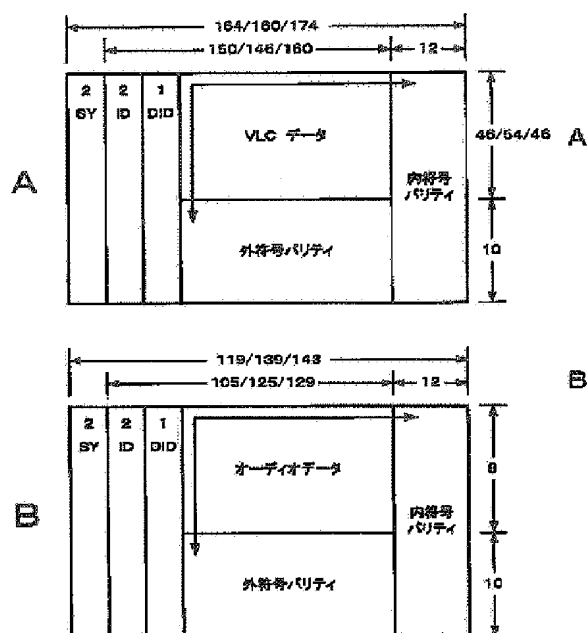 164/160/174
150/146/160
12
2
SY
2
ID
1
DID
VLC データ
内符号
パリティ
外符号パリティ
46/54/46
10
A
A
119/139/143
105/125/129
12
2
SY
2
ID
1
DID
オーディオデータ
内符号
パリティ
外符号パリティ
10
B
B